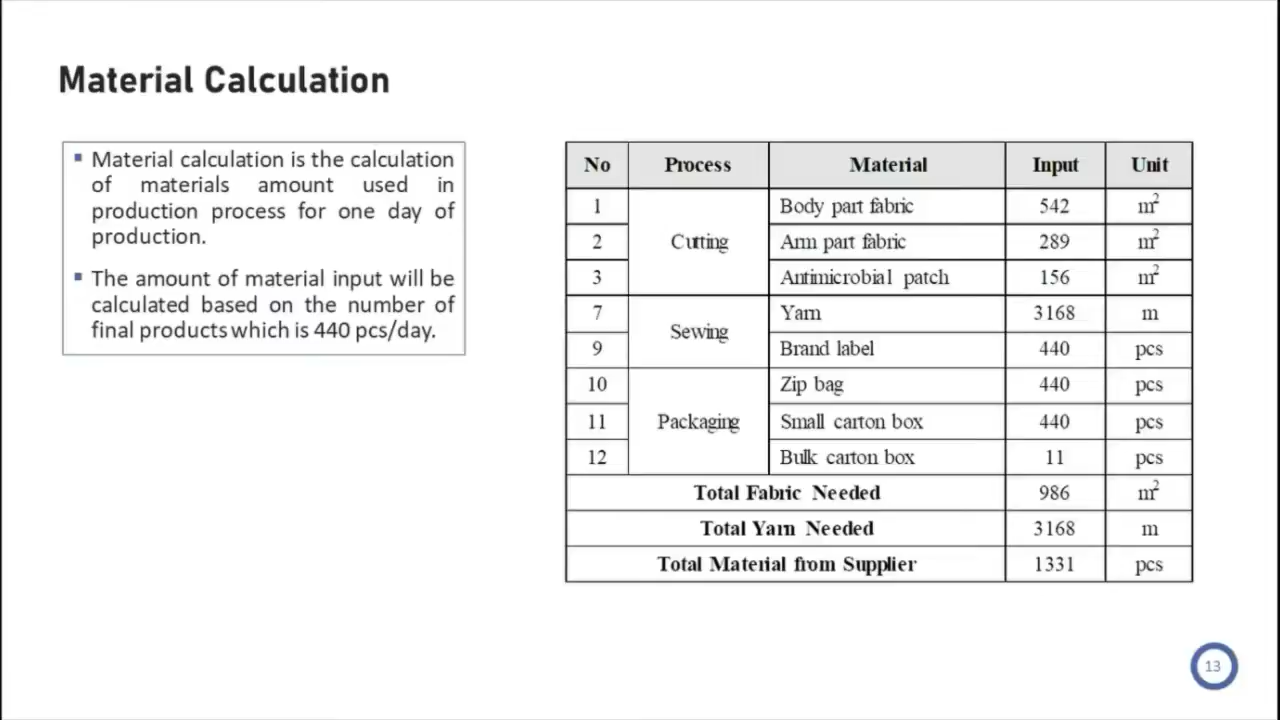 Material Calculation
▪ Material calculation is the calculation
of materials amount used in
production process for one day of
production.
▪ The amount of material input will be
calculated based on the number of
final products which is 440 pcs/day.
No Process Material Input Unit
1 Cutting Body part fabric 542 m²
2 Arm part fabric 289 m²
3 Antimicrobial patch 156 m²
7 Sewing Yarn 3168 m
9 Brand label 440 pcs
10 Packaging Zip bag 440 pcs
11 Small carton box 440 pcs
12 Bulk carton box 11 pcs
Total Fabric Needed 986 m²
Total Yarn Needed 3168 m
Total Material from Supplier 1331 pcs
13